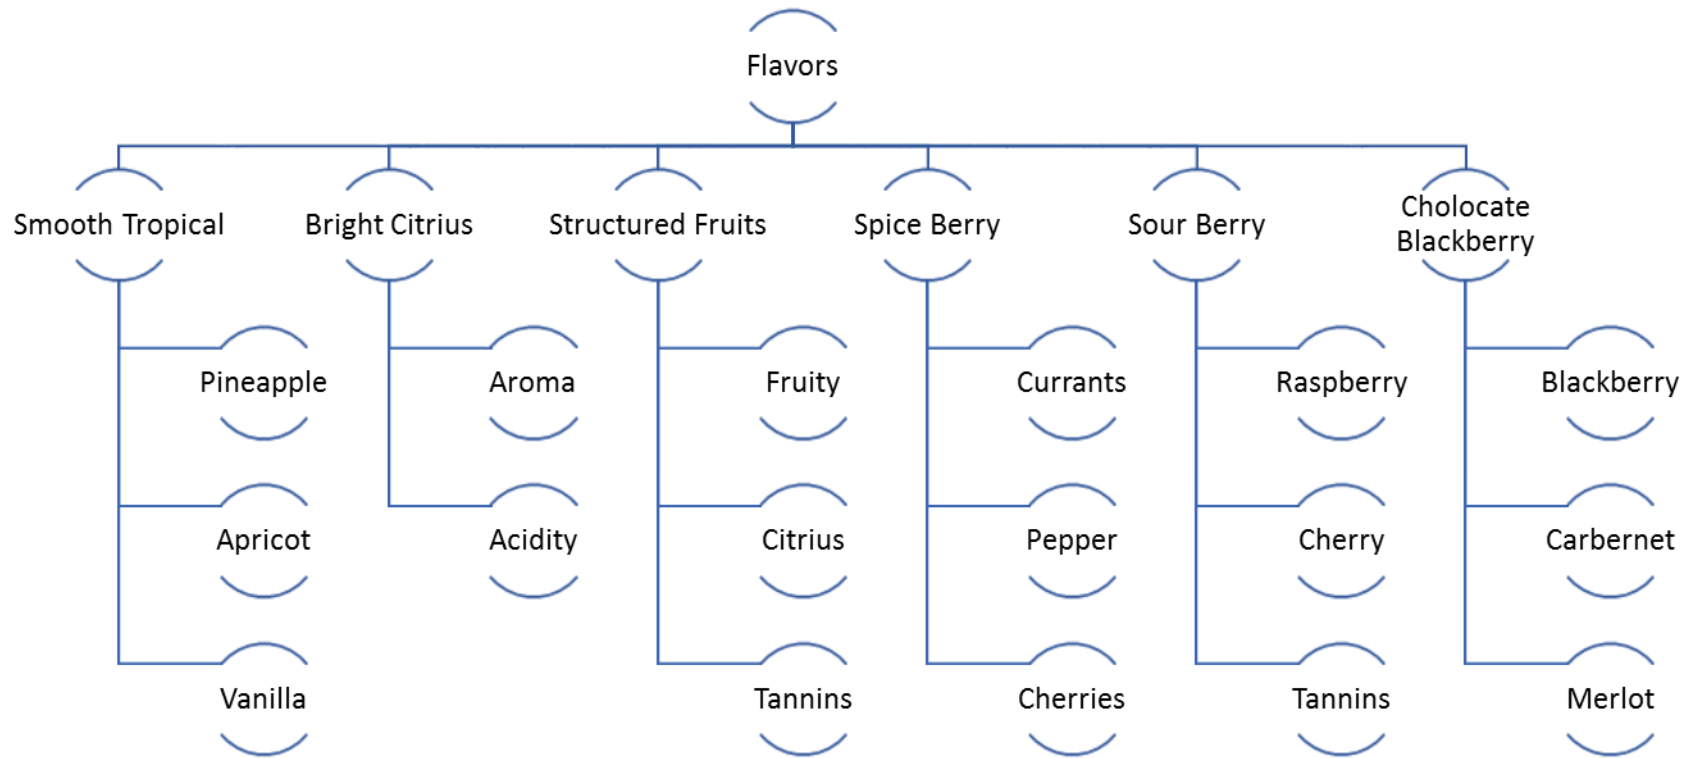 Flavors
Smooth Tropical
Bright Citrius
Structured Fruits
Spice Berry
Sour Berry
Cholocate
Blackberry
Pineapple
Aroma
Fruity
Currants
Raspberry
Blackberry
Apricot
Acidity
Citrius
Pepper
Cherry
Carbernet
Vanilla
Tannins
Cherries
Tannins
Merlot